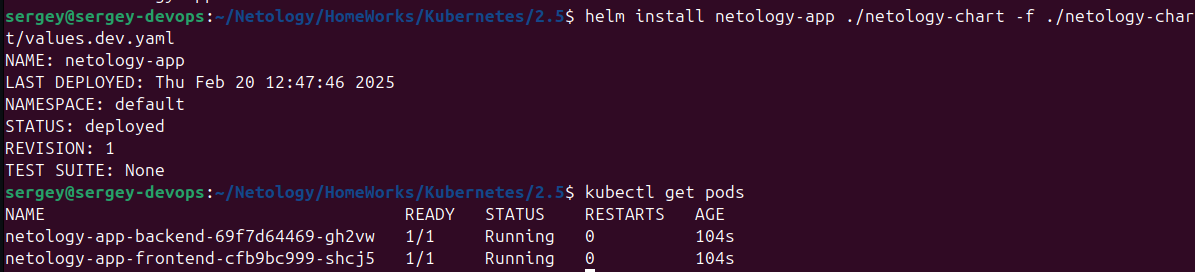 sergey@sergey-devops:~/Netology/HomeWorks/Kubernetes/2.5$ helm install netology-app ./netology-chart -f ./netology-char
t/values.dev.yaml
NAME: netology-app
LAST DEPLOYED: Thu Feb 20 12:47:46 2025
NAMESPACE: default
STATUS: deployed
REVISION: 1
TEST SUITE: None
sergey@sergey-devops:~/Netology/HomeWorks/Kubernetes/2.5$ kubectl get pods
NAME                                    READY   STATUS    RESTARTS   AGE
netology-app-backend-69f7d64469-gh2vw   1/1     Running   0          104s
netology-app-frontend-cfb9bc999-shcj5   1/1     Running   0          104s